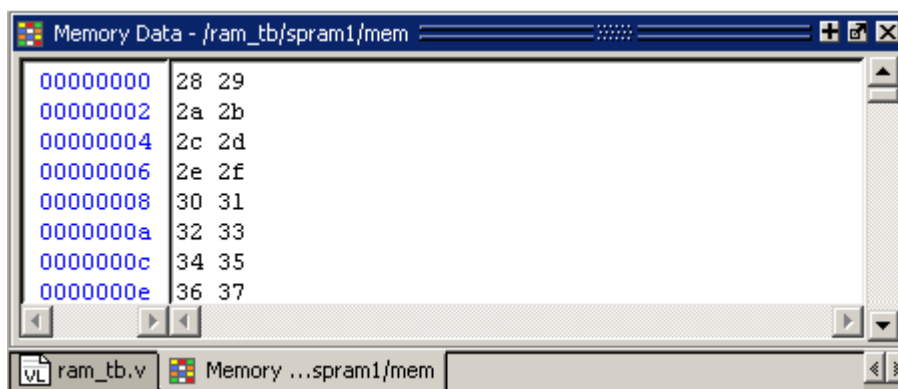 Memory Data - /ram_tb/spram1/mem
00000000 28 29
00000002 2a 2b
00000004 2c 2d
00000006 2e 2f
00000008 30 31
0000000a 32 33
0000000c 34 35
0000000e 36 37
VL ram_tb.v Memory ...spram1/mem